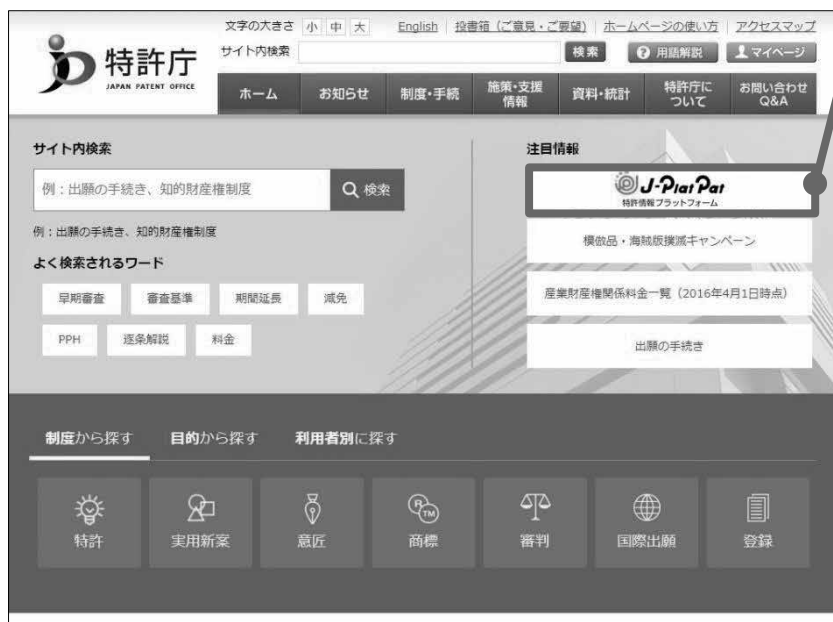 文字の大きさ 小 中 大 English 投書箱（ご意見・ご要望） ホームページの使い方 アクセスマップ
特許庁
JAPAN PATENT OFFICE
サイト内検索 検索 ? 用語解説 マイページ
ホーム お知らせ 制度・手続 施策・支援情報 資料・統計 特許庁について お問い合わせQ&A
サイト内検索
例：出願の手続き、知的財産権制度 検索
例：出願の手続き、知的財産権制度
よく検索されるワード
早期審査 審査基準 期間延長 減免
PPH 逐条解説 料金
注目情報
J-PlatPat
特許情報プラットフォーム
模倣品・海賊版撲滅キャンペーン
産業財産権関係料金一覧（2016年4月1日時点）
出願の手続き
制度から探す 目的から探す 利用者別に探す
特許 実用新案 意匠 R TM 商標 審判 国際出願 登録